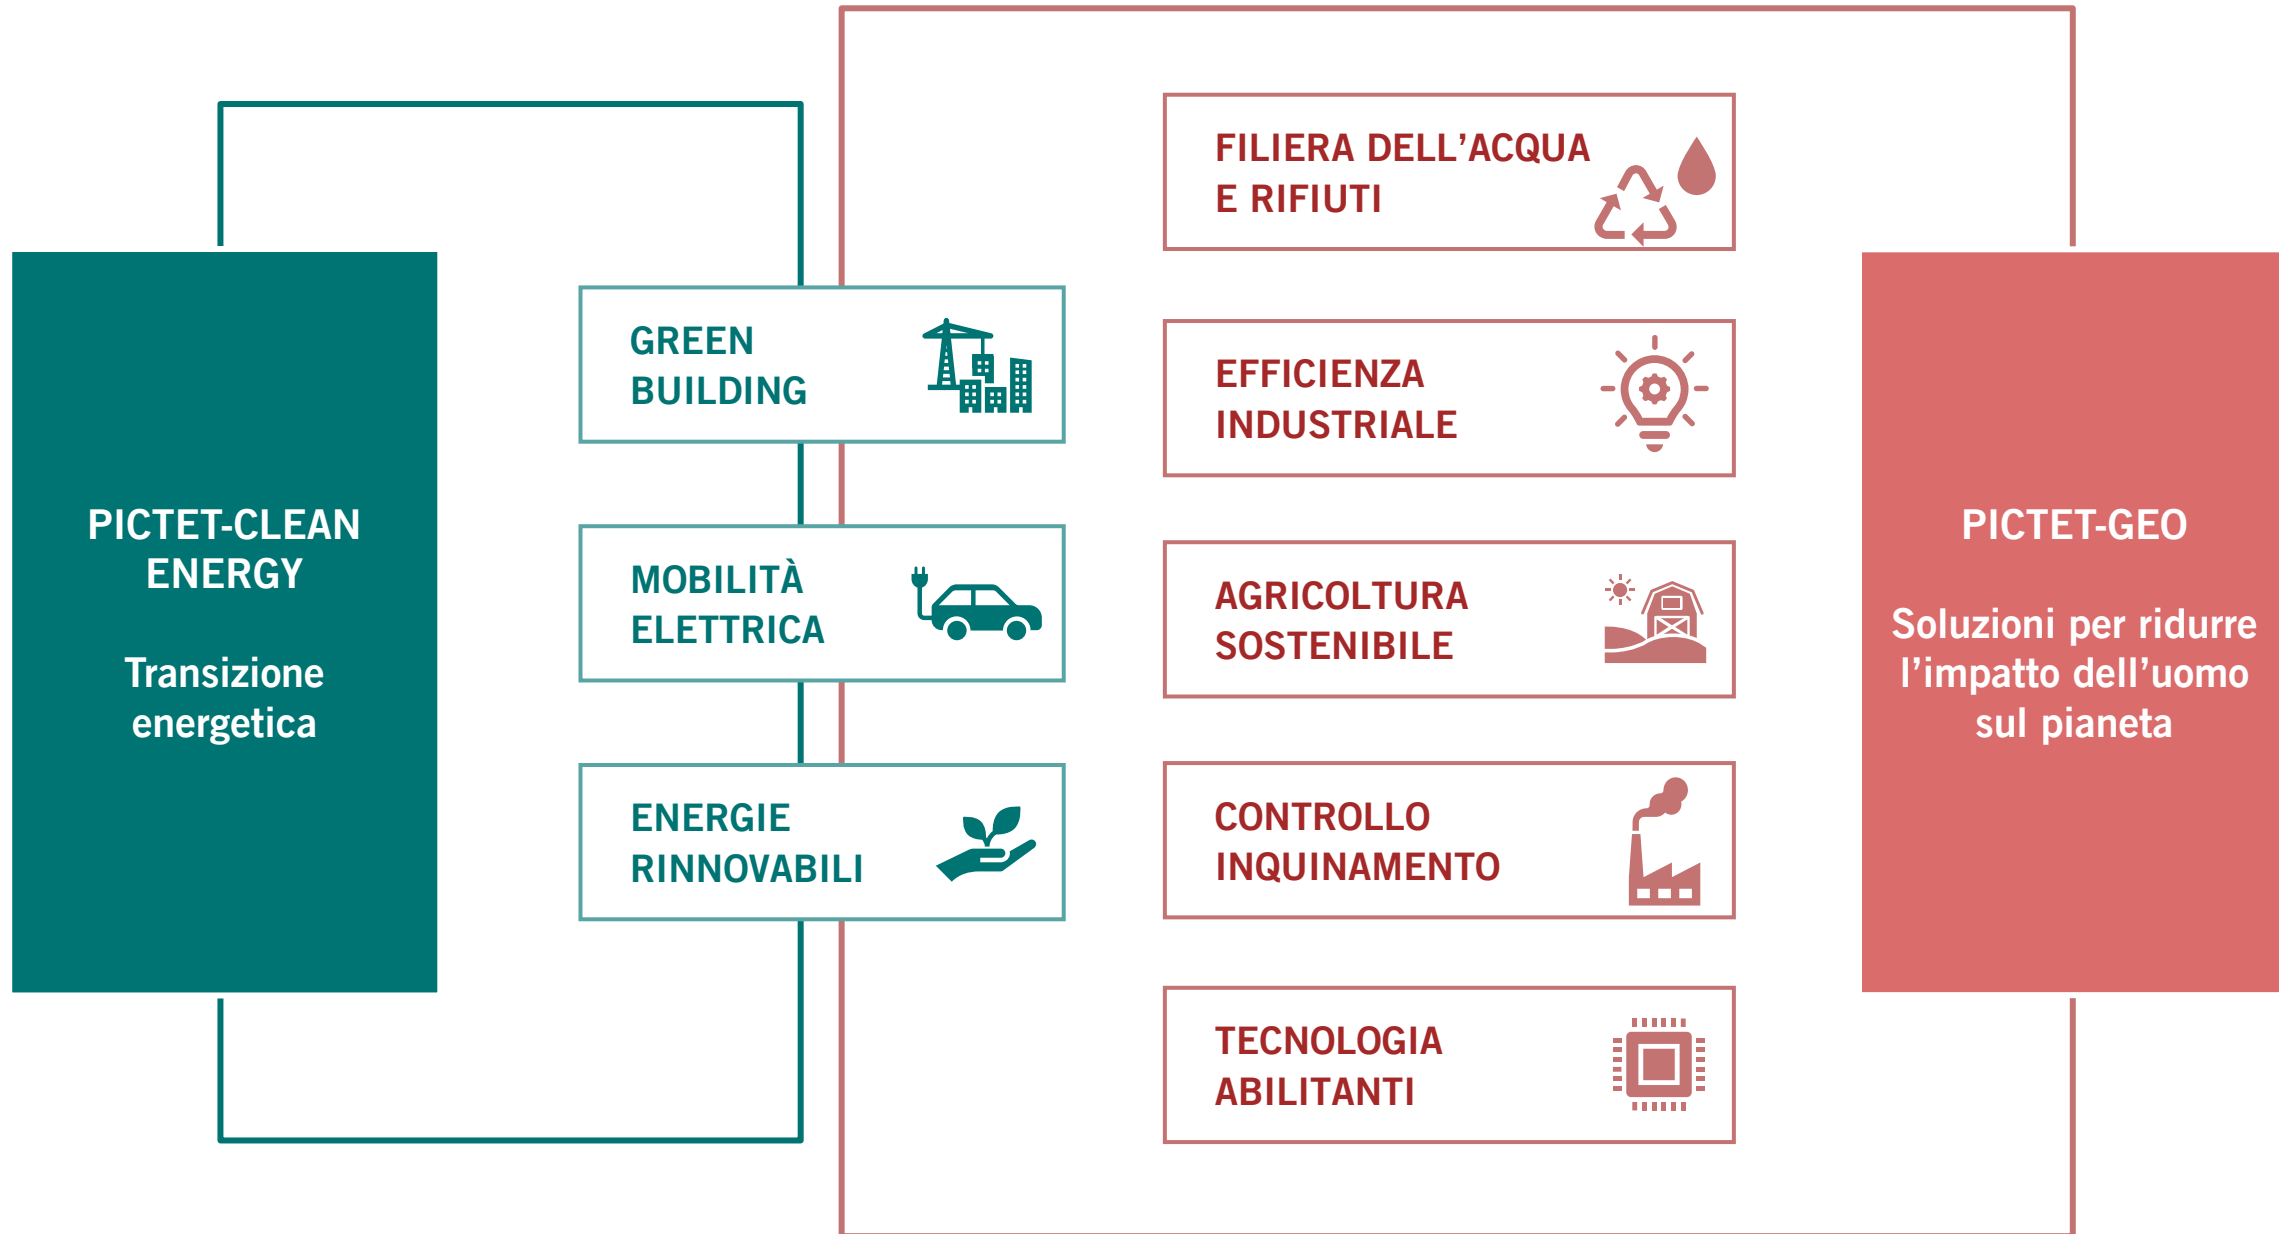 PICTET-CLEAN
ENERGY
Transizione
energetica
GREEN
BUILDING
MOBILITÀ
ELETTRICA
ENERGIE
RINNOVABILI
FILIERA DELL’ACQUA
E RIFIUTI
EFFICIENZA
INDUSTRIALE
AGRICOLTURA
SOSTENIBILE
CONTROLLO
INQUINAMENTO
TECNOLOGIA
ABILITANTI
PICTET-GEO
Soluzioni per ridurre
l’impatto dell’uomo
sul pianeta